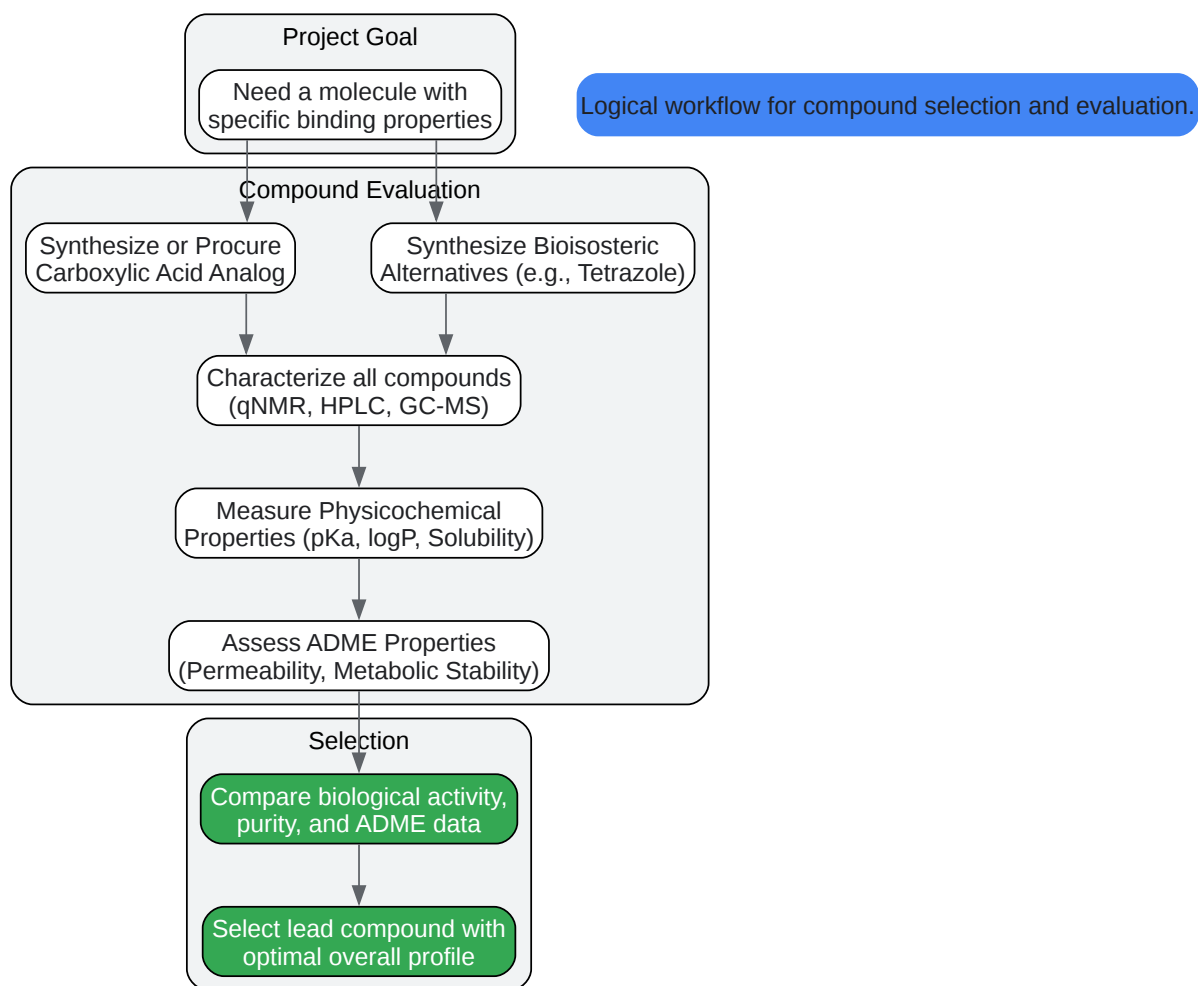 Project Goal
Need a molecule with
specific binding properties
Logical workflow for compound selection and evaluation.
Compound Evaluation
Synthesize or Procure
Carboxylic Acid Analog
Synthesize Bioisosteric
Alternatives (e.g., Tetrazole)
Characterize all compounds
(qNMR, HPLC, GC-MS)
Measure Physicochemical
Properties (pKa, logP, Solubility)
Assess ADME Properties
(Permeability, Metabolic Stability)
Selection
Compare biological activity,
purity, and ADME data
Select lead compound with
optimal overall profile